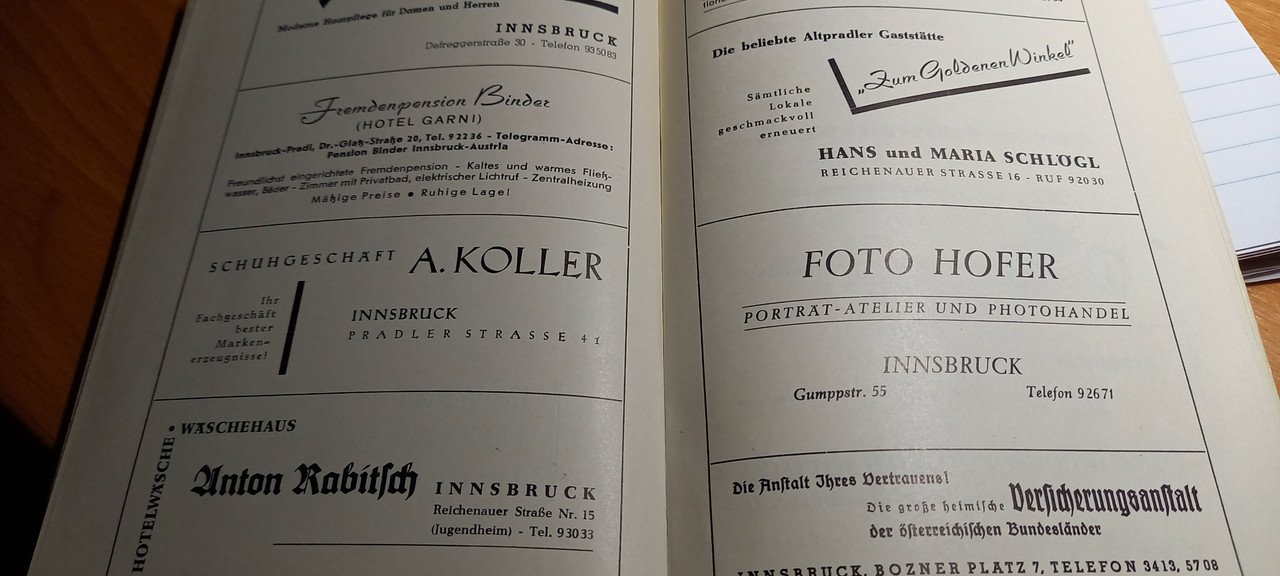 Moderne Haarpflege für Damen und Herren
INNSBRUCK
Defreggerstraße 30 - Telefon 935083
Fremdenpension Binder
(HOTEL GARNI)
Innsbruck-Pradl, Dr.-Glatz-Straße 20, Tel. 92236 - Telegramm-Adresse:
Pension Binder Innsbruck-Austria
Freundlichst eingerichtete Fremdenpension - Kaltes und warmes Fließ-
wasser, Bäder - Zimmer mit Privatbad, elektrischer Lichtruf - Zentralheizung
Mäßige Preise • Ruhige Lage!
SCHUHGESCHÄFT A. KOLLER
Ihr
Fachgeschäft
bester
Marken-
erzeugnisse!
INNSBRUCK
PRADLER STRASSE 41
HOTELWÄSCHE • WÄSCHEHAUS
Anton Rabitsch INNSBRUCK
Reichenauer Straße Nr. 15
(Jugendheim) - Tel. 93033
Die beliebte Altpradler Gaststätte
„Zum Goldenen Winkel"
Sämtliche
Lokale
geschmackvoll
erneuert
HANS und MARIA SCHLÖGL
REICHENAUER STRASSE 16 - RUF 92030
FOTO HOFER
PORTRÄT-ATELIER UND PHOTOHANDEL
INNSBRUCK
Gumppstr. 55 Telefon 92671
Die Anstalt Ihres Vertrauens!
Die große heimische Versicherungsanstalt
der österreichischen Bundesländer
INNSBRUCK, BOZNER PLATZ 7, TELEFON 3413, 5708